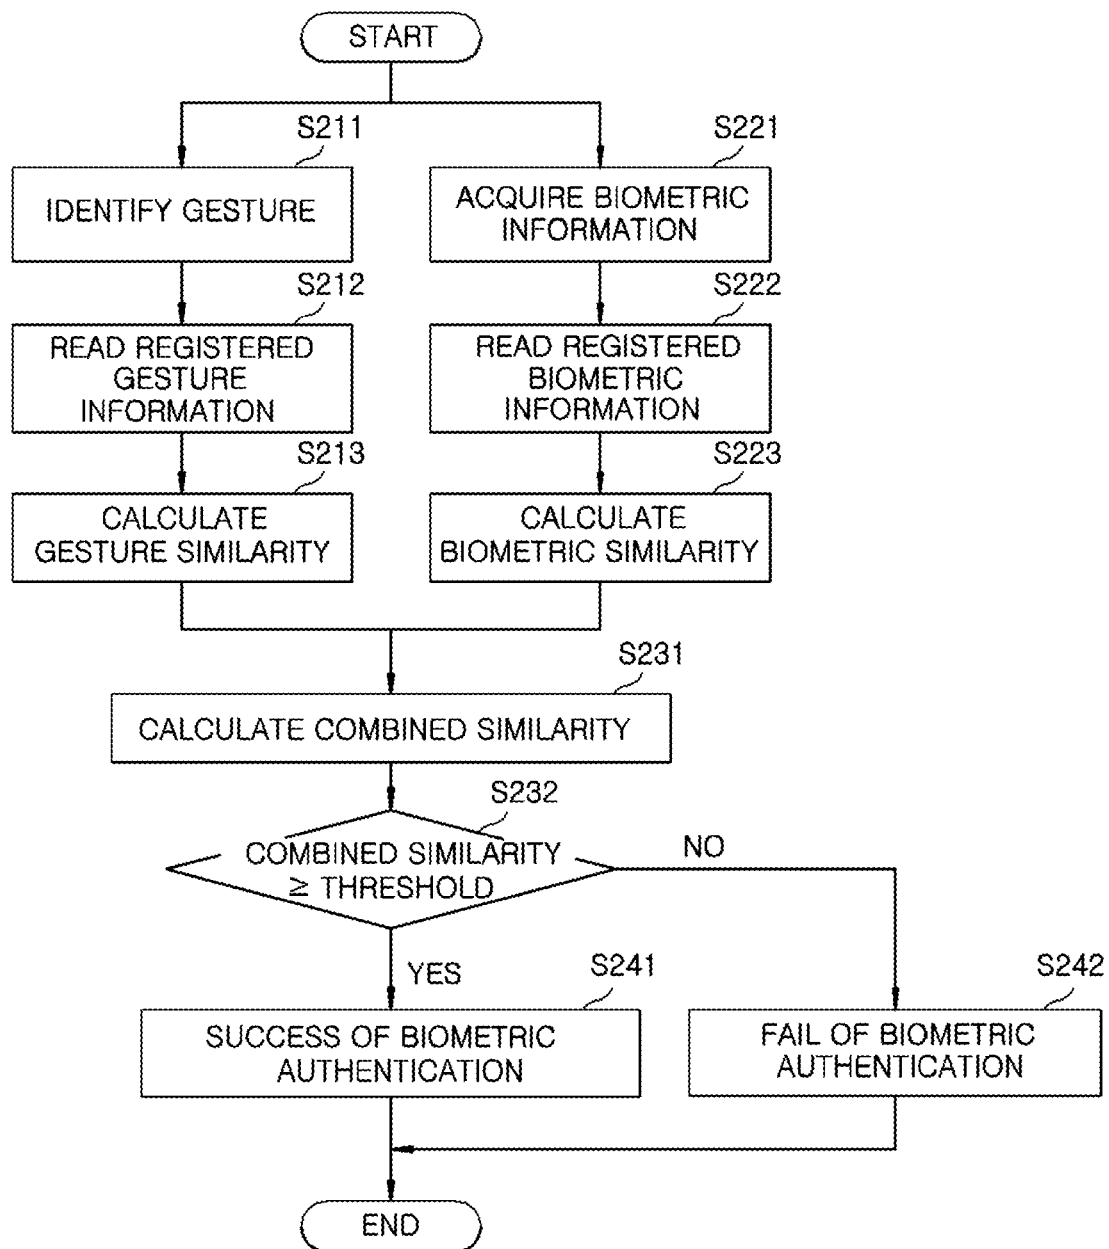 START
S211
S221
IDENTIFY GESTURE
ACQUIRE BIOMETRIC
INFORMATION
S212
S222
READ REGISTERED
GESTURE
INFORMATION
READ REGISTERED
BIOMETRIC
INFORMATION
S213
S223
CALCULATE
GESTURE SIMILARITY
CALCULATE
BIOMETRIC SIMILARITY
S231
CALCULATE COMBINED SIMILARITY
S232
COMBINED SIMILARITY
≥ THRESHOLD
NO
YES
S241
S242
SUCCESS OF BIOMETRIC
AUTHENTICATION
FAIL OF BIOMETRIC
AUTHENTICATION
END